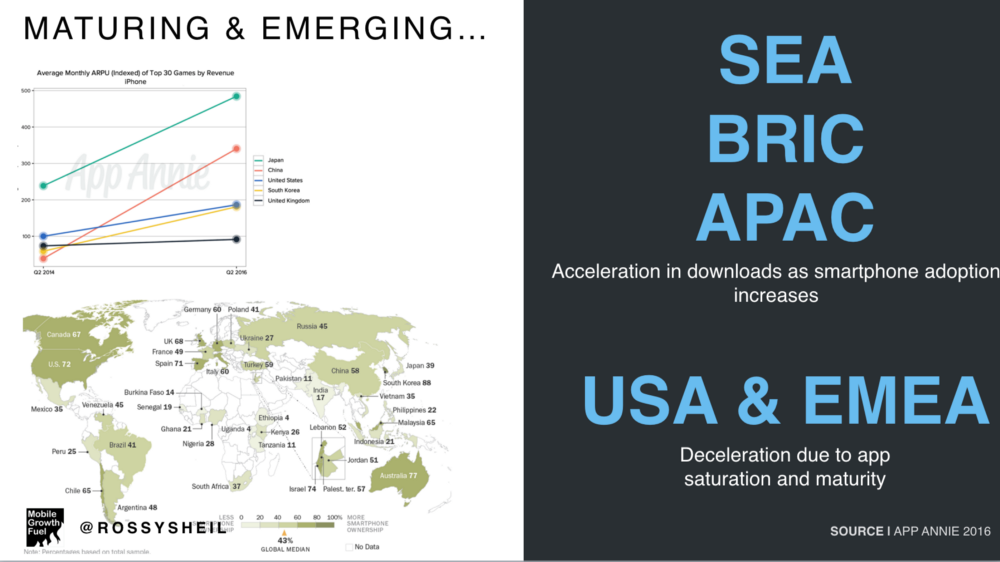 MATURING & EMERGING...
Average Monthly ARPU (Indexed) of Top 30 Games by Revenue
iPhone
500
400
300
200
100
App Annie
Q2 2014
Q2 2016
Japan
China
United States
South Korea
United Kingdom
Germany 60
Poland 41
Russia 45
Canada 67
UK 68
Ukraine 27
France 49
U.S. 72
Spain 71
Italy 60
Turkey 59
China 58
Japan 39
Pakistan 11
South Korea 88
India
17
Burkina Faso 14
Vietnam 35
Mexico 35
Venezuela 45
Senegal 19
Philippines 22
Ethiopia 4
Malaysia 65
Ghana 21
Uganda 4
Kenya 26
Lebanon 52
Brazil 41
Nigeria 28
Tanzania 11
Indonesia 21
Peru 25
Jordan 51
Australia 77
Chile 65
South Africa 37
Israel 74
Palest. ter. 57
Argentina 48
Mobile
Growth
Fuel
@ROSSYSHEIL
LESS
0 20 40 60 80 100%
MORE
SMARTPHONE
OWNERSHIP
43%
GLOBAL MEDIAN
No Data
Note: Percentages based on total sample.
SEA
BRIC
APAC
Acceleration in downloads as smartphone adoption
increases
USA & EMEA
Deceleration due to app
saturation and maturity
SOURCE | APP ANNIE 2016